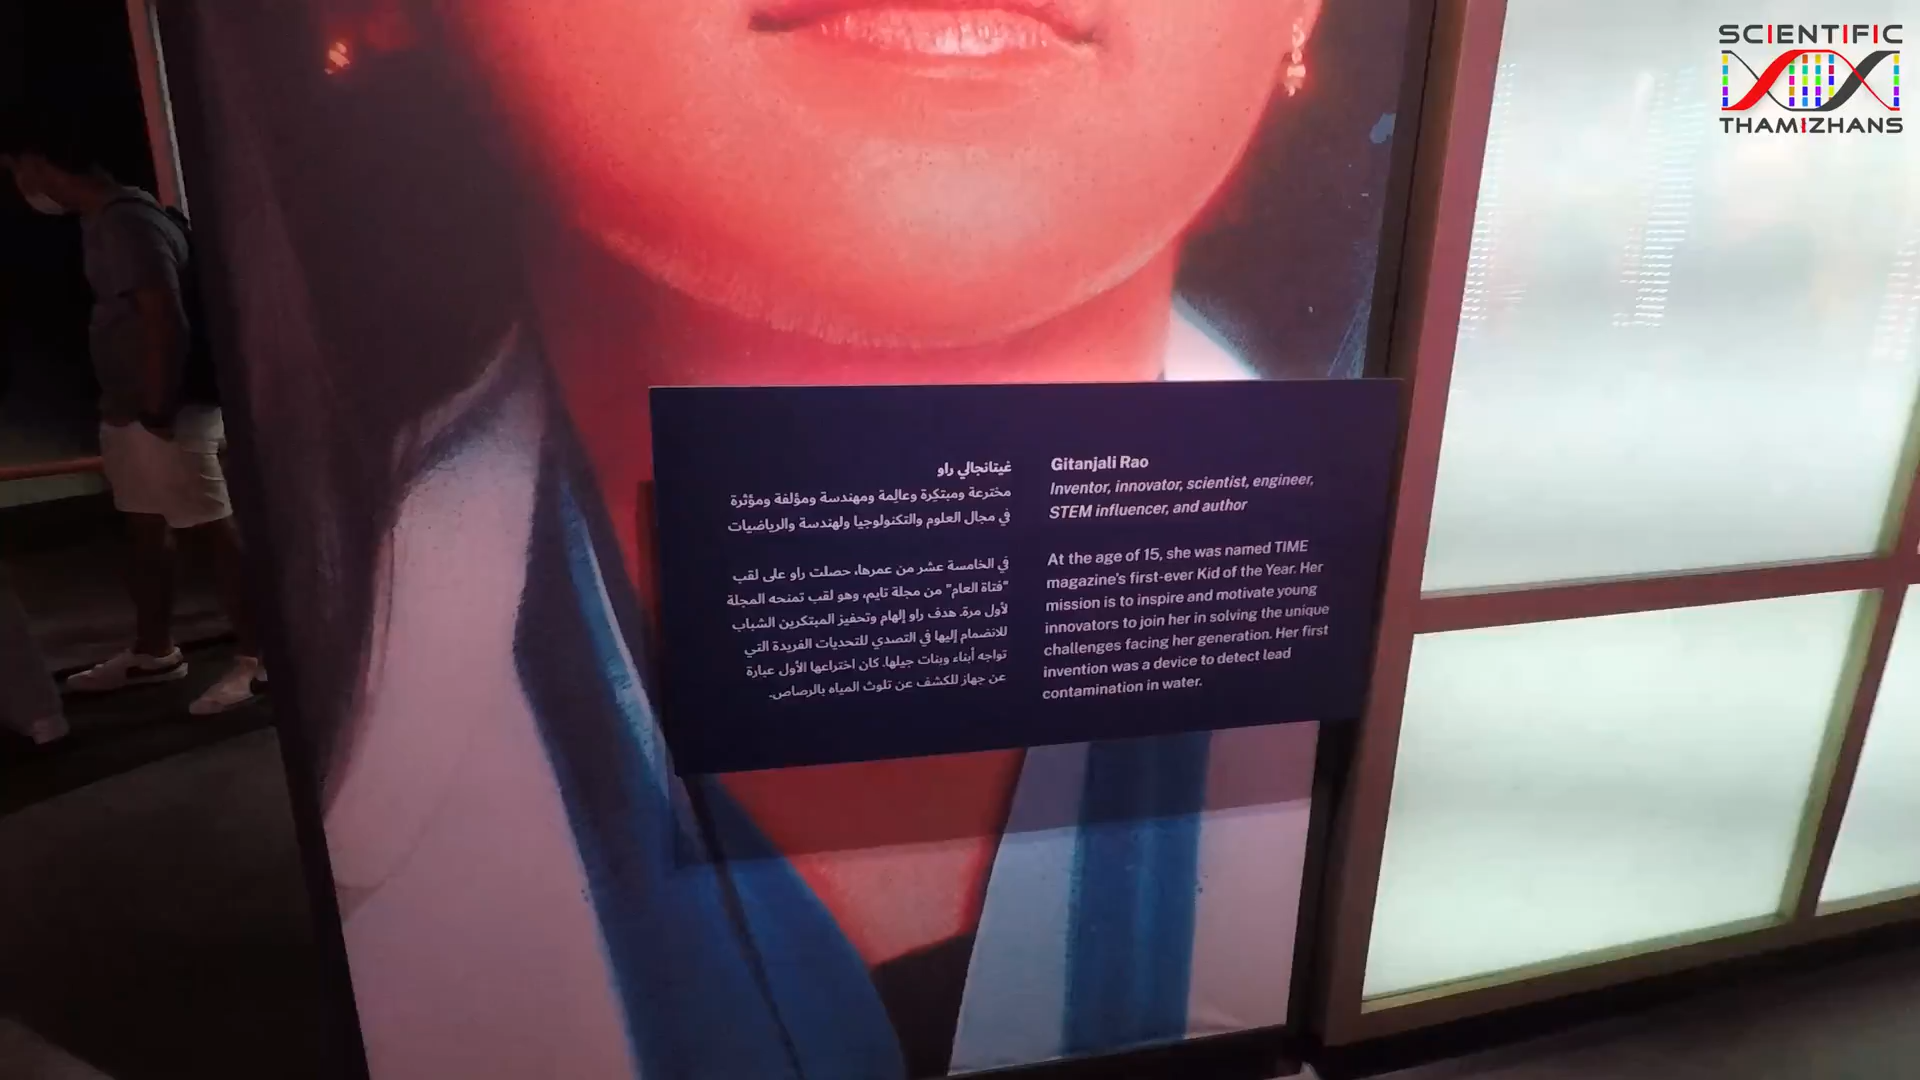 SCIENTIFIC
THAMIZHANS
غيتانجالي راو
مخترعة ومبتكِرة وعالِمة ومهندسة ومؤلفة ومؤثرة
في مجال العلوم والتكنولوجيا ولهندسة والرياضيات
في الخامسة عشر من عمرها، حصلت راو على لقب
"فتاة العام" من مجلة تايم، وهو لقب تمنحه المجلة
لأول مرة. هدف راو إلهام وتحفيز المبتكرين الشباب
للانضمام إليها في التصدي للتحديات الفريدة التي
تواجه أبناء وبنات جيلها. كان اختراعها الأول عبارة
عن جهاز للكشف عن تلوث المياه بالرصاص.
Gitanjali Rao
Inventor, innovator, scientist, engineer,
STEM influencer, and author
At the age of 15, she was named TIME
magazine's first-ever Kid of the Year. Her
mission is to inspire and motivate young
innovators to join her in solving the unique
challenges facing her generation. Her first
invention was a device to detect lead
contamination in water.